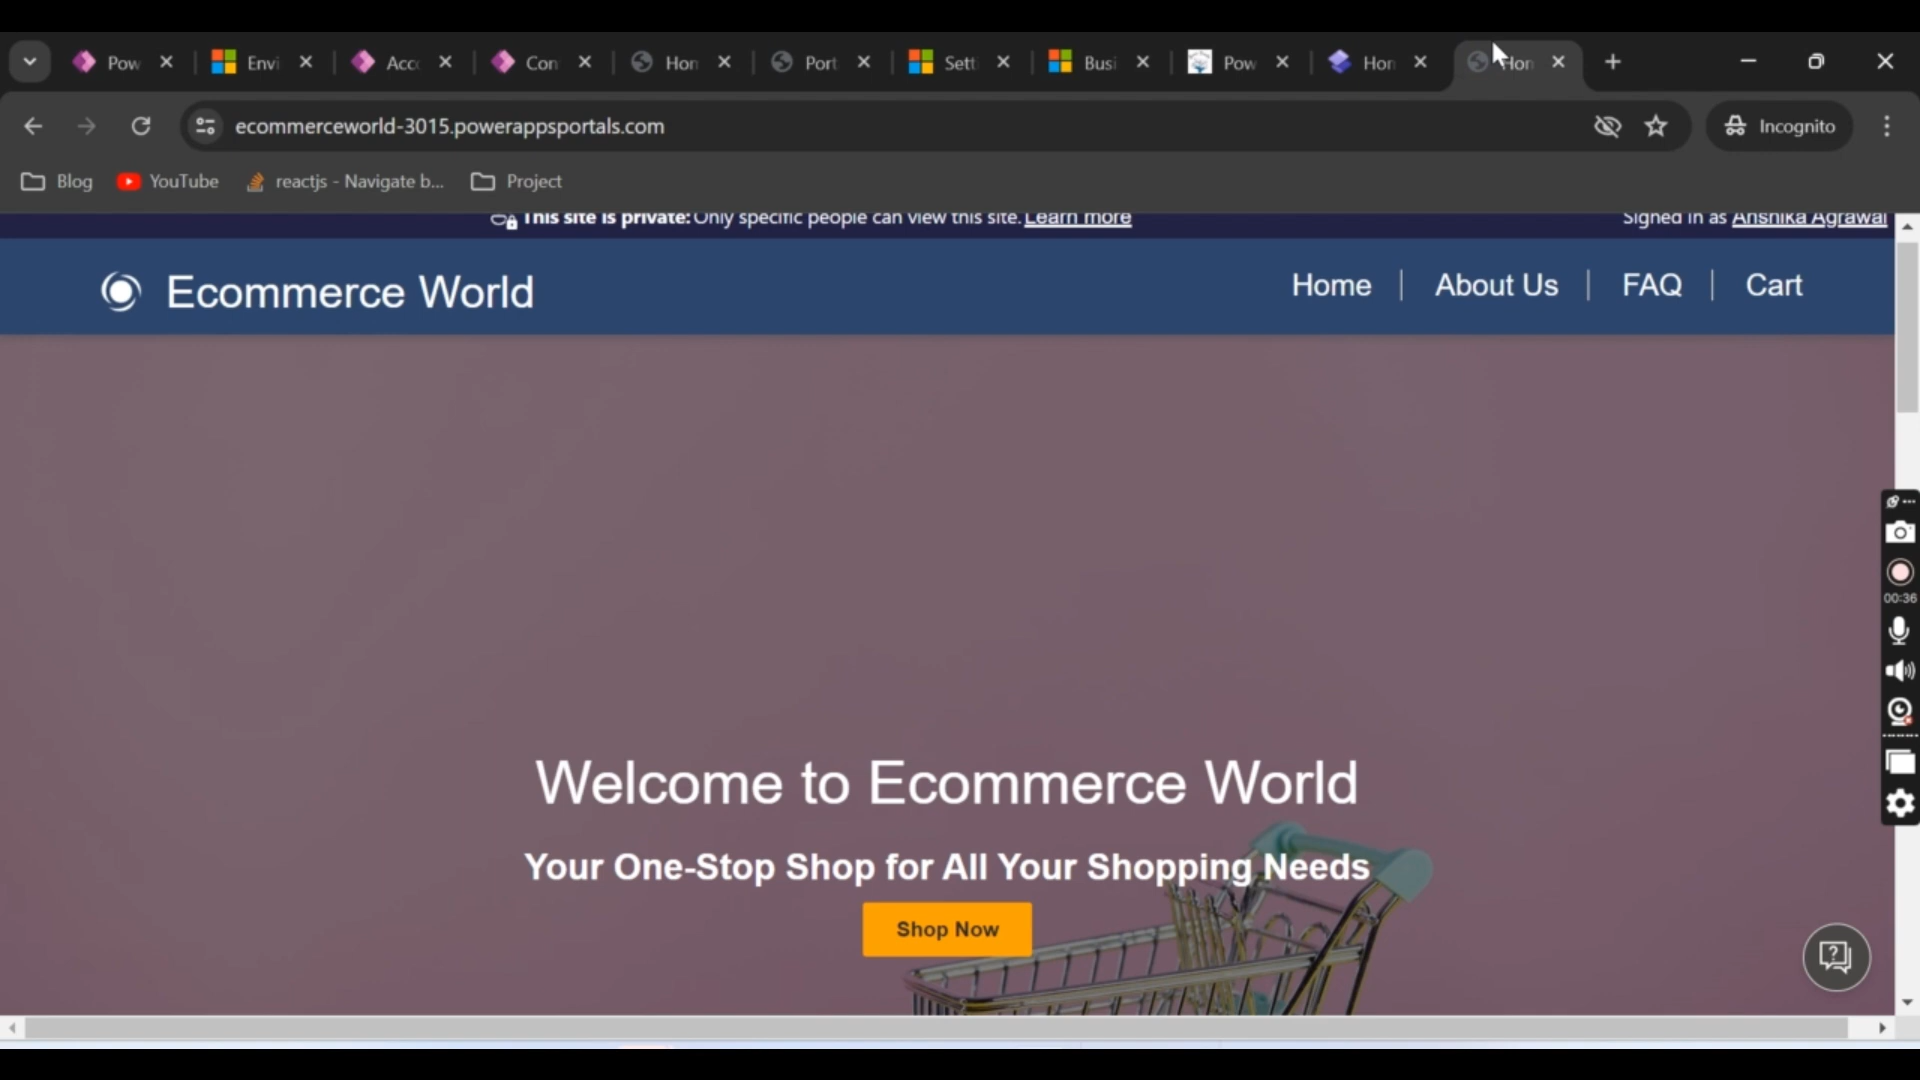 Pow Envi Acc Con Hon Port Sett Busi Pow Hon Hon
ecommerceworld-3015.powerappsportals.com Incognito
Blog YouTube reactjs - Navigate b... Project
This site is private: Only specific people can view this site. Learn more Signed in as Anshika Agrawal
Ecommerce World Home About Us FAQ Cart
00:36
Welcome to Ecommerce World
Your One-Stop Shop for All Your Shopping Needs
Shop Now